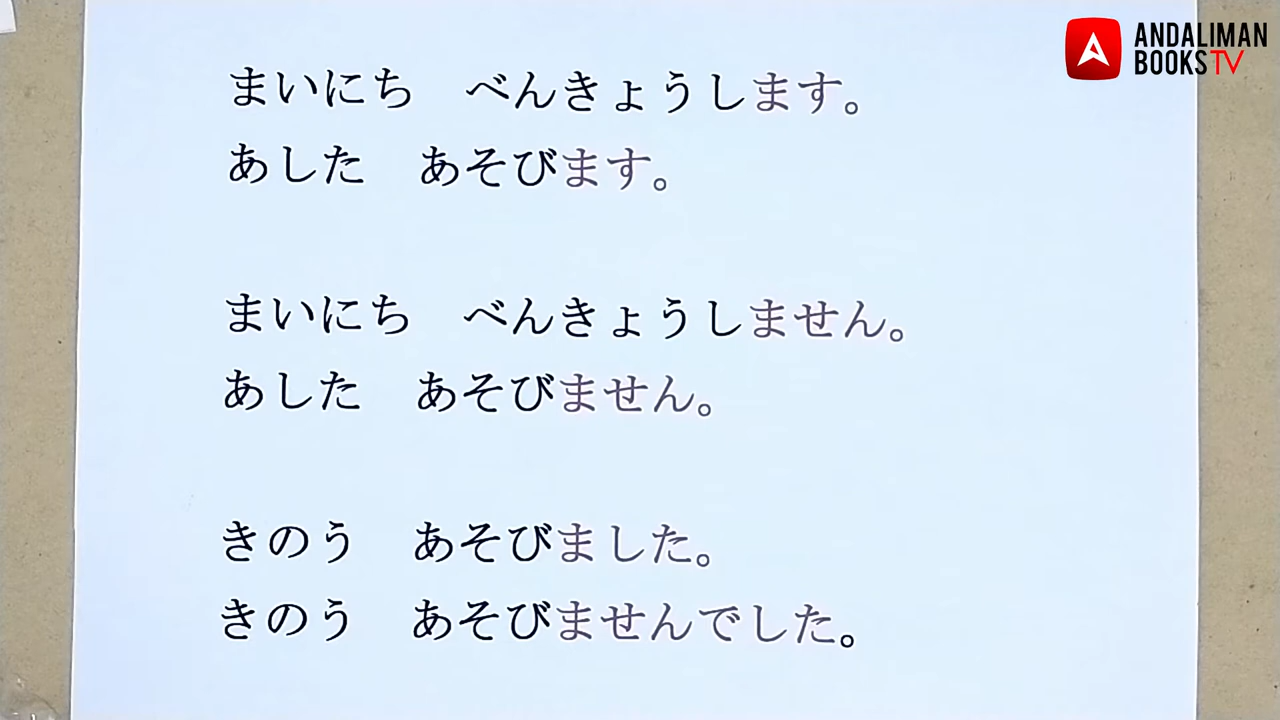 ANDALIMAN
BOOKSTV
まいにち　べんきょうします。
あした　あそびます。
まいにち　べんきょうしません。
あした　あそびません。
きのう　あそびました。
きのう　あそびませんでした。